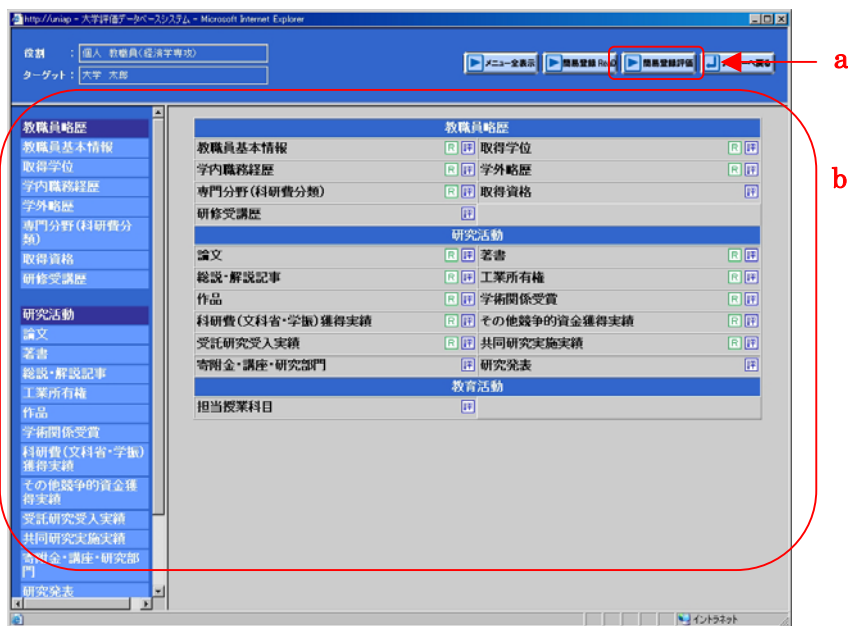 http://uniap - 大学評価データベースシステム - Microsoft Internet Explorer
役割 : 個人 教職員(経済学専攻)
ターゲット : 大学 太郎
メニュー全表示 簡易登録 ReaD 簡易登録評価 へ戻る
a
b
教職員略歴
教職員基本情報
取得学位
学内職務経歴
学外略歴
専門分野(科研費分
類)
取得資格
研修受講歴
研究活動
論文
著書
総説・解説記事
工業所有権
作品
学術関係受賞
科研費(文科省・学振)
獲得実績
その他競争的資金獲
得実績
受託研究受入実績
共同研究実施実績
寄附金・講座・研究部
門
研究発表
教職員略歴
教職員基本情報 R 評 取得学位 R 評
学内職務経歴 R 評 学外略歴 R 評
専門分野(科研費分類) R 評 取得資格 評
研修受講歴 評
研究活動
論文 R 評 著書 R 評
総説・解説記事 R 評 工業所有権 R 評
作品 R 評 学術関係受賞 R 評
科研費(文科省・学振)獲得実績 R 評 その他競争的資金獲得実績 R 評
受託研究受入実績 R 評 共同研究実施実績 R 評
寄附金・講座・研究部門 評 研究発表 評
教育活動
担当授業科目 評
イントラネット